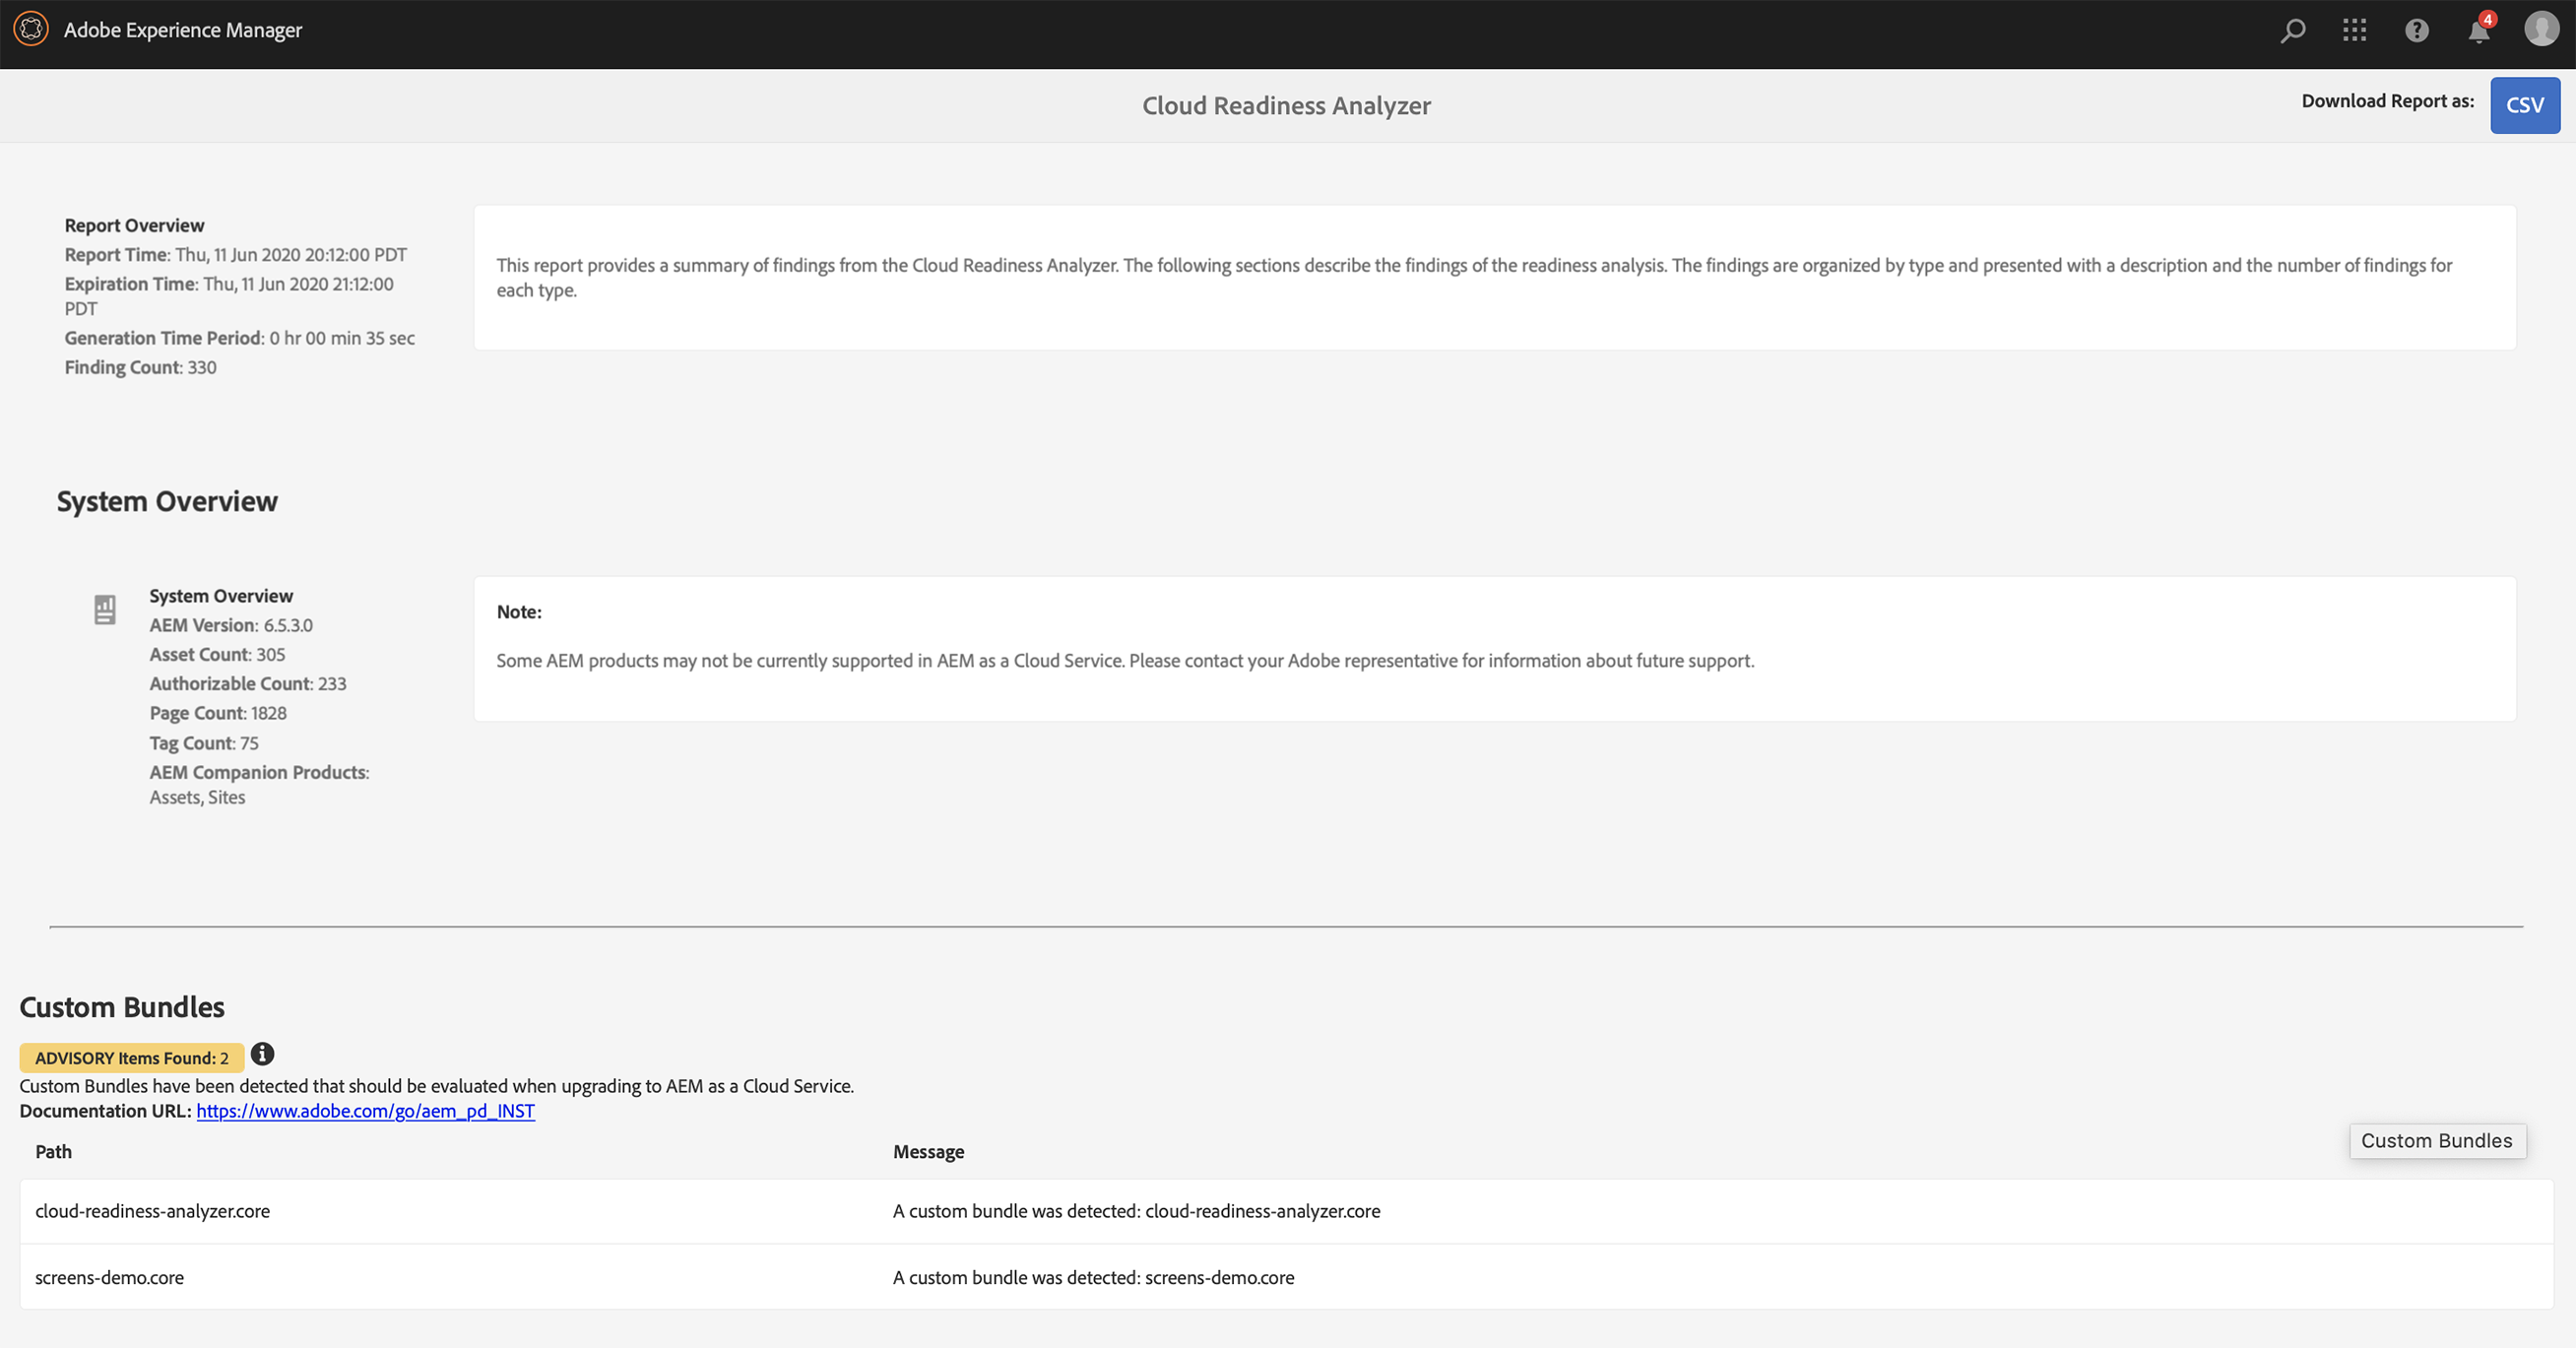 Adobe Experience Manager
4
Cloud Readiness Analyzer
Download Report as:
CSV
Report Overview
Report Time: Thu, 11 Jun 2020 20:12:00 PDT
Expiration Time: Thu, 11 Jun 2020 21:12:00
PDT
Generation Time Period: 0 hr 00 min 35 sec
Finding Count: 330
This report provides a summary of findings from the Cloud Readiness Analyzer. The following sections describe the findings of the readiness analysis. The findings are organized by type and presented with a description and the number of findings for
each type.
System Overview
System Overview
AEM Version: 6.5.3.0
Asset Count: 305
Authorizable Count: 233
Page Count: 1828
Tag Count: 75
AEM Companion Products:
Assets, Sites
Note:
Some AEM products may not be currently supported in AEM as a Cloud Service. Please contact your Adobe representative for information about future support.
Custom Bundles
ADVISORY Items Found: 2
Custom Bundles have been detected that should be evaluated when upgrading to AEM as a Cloud Service.
Documentation URL: https://www.adobe.com/go/aem_pd_INST
Path Message
Custom Bundles
cloud-readiness-analyzer.core A custom bundle was detected: cloud-readiness-analyzer.core
screens-demo.core A custom bundle was detected: screens-demo.core